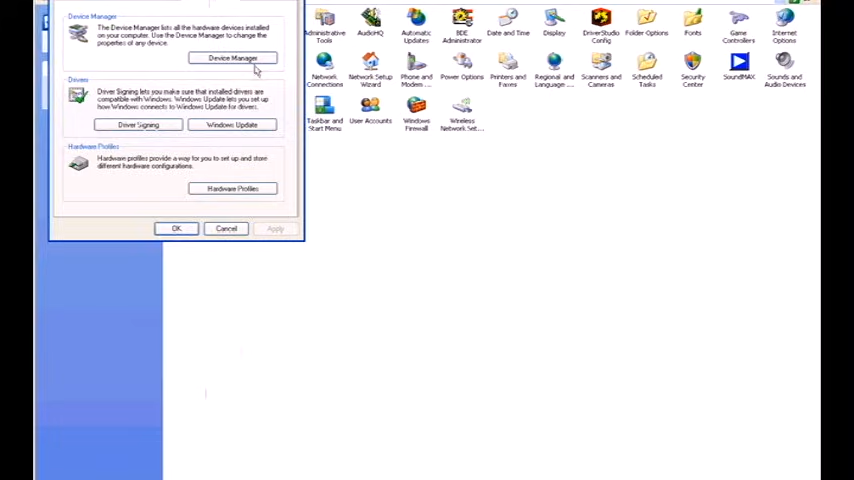 Device Manager
The Device Manager lists all the hardware devices installed
on your computer. Use the Device Manager to change the
properties of any device.
Device Manager
Drivers
Driver Signing lets you make sure that installed drivers are
compatible with Windows. Windows Update lets you set up
how Windows connects to Windows Update for drivers.
Driver Signing
Windows Update
Hardware Profiles
Hardware profiles provide a way for you to set up and store
different hardware configurations.
Hardware Profiles
OK
Cancel
Apply
Administrative
Tools
AudioHQ
Automatic
Updates
BDE
Administrator
Date and Time
Display
DriverStudio
Config
Folder Options
Fonts
Game
Controllers
Internet
Options
Network
Connections
Network Setup
Wizard
Phone and
Modem ...
Power Options
Printers and
Faxes
Regional and
Language ...
Scanners and
Cameras
Scheduled
Tasks
Security
Center
SoundMAX
Sounds and
Audio Devices
Taskbar and
Start Menu
User Accounts
Windows
Firewall
Wireless
Network Set...